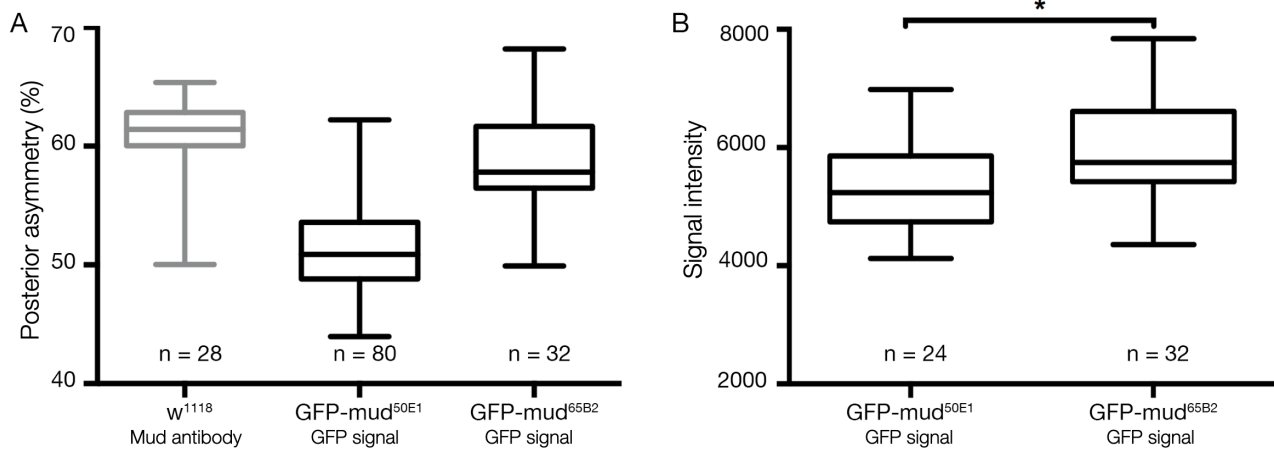 A
Posterior asymmetry (%)
70
60
50
40
n = 28
n = 80
n = 32
w¹¹¹⁸
Mud antibody
GFP-mud⁵⁰ᴱ¹
GFP signal
GFP-mud⁶⁵ᴮ²
GFP signal
B
*
Signal intensity
8000
6000
4000
2000
n = 24
n = 32
GFP-mud⁵⁰ᴱ¹
GFP signal
GFP-mud⁶⁵ᴮ²
GFP signal